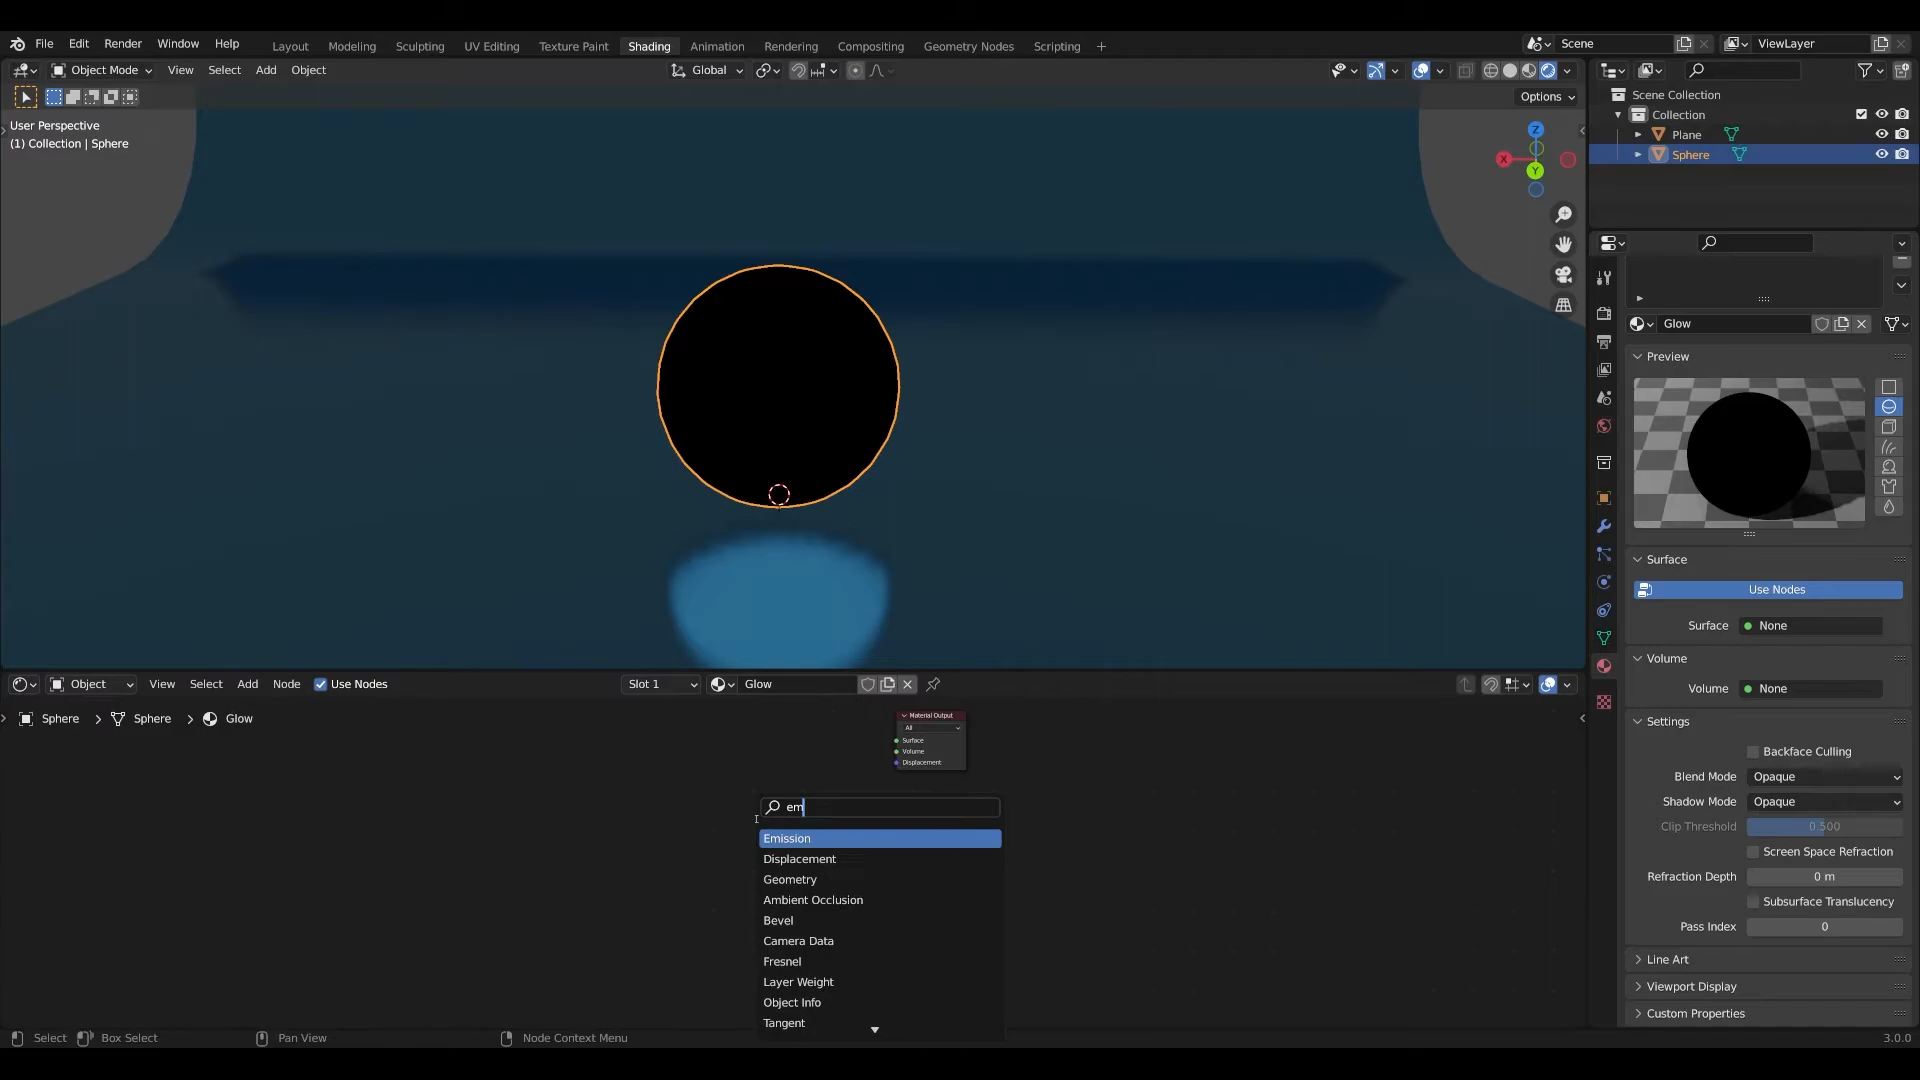 File Edit Render Window Help
Layout Modeling Sculpting UV Editing Texture Paint Shading Animation Rendering Compositing Geometry Nodes Scripting
Scene
ViewLayer
Object Mode View Select Add Object
Global
Options
User Perspective
(1) Collection | Sphere
Z
X
Y
Scene Collection
Collection
Plane
Sphere
Glow
Preview
Surface
Use Nodes
Surface None
Volume
Volume None
Settings
Backface Culling
Blend Mode Opaque
Shadow Mode Opaque
Clip Threshold 0.500
Screen Space Refraction
Refraction Depth 0 m
Subsurface Translucency
Pass Index 0
Line Art
Viewport Display
Custom Properties
Object View Select Add Node Use Nodes
Slot 1
Glow
Sphere Sphere Glow
Material Output
All
Surface
Volume
Displacement
em
Emission
Displacement
Geometry
Ambient Occlusion
Bevel
Camera Data
Fresnel
Layer Weight
Object Info
Tangent
Select Box Select Pan View Node Context Menu
3.0.0